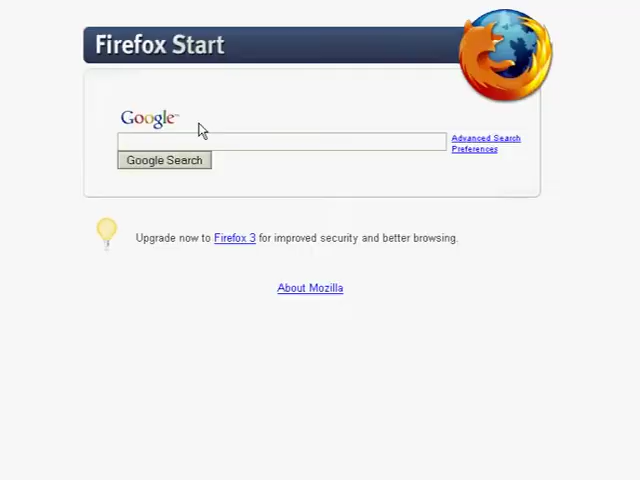 Firefox Start
Google™
Advanced Search
Preferences
Google Search
Upgrade now to Firefox 3 for improved security and better browsing.
About Mozilla